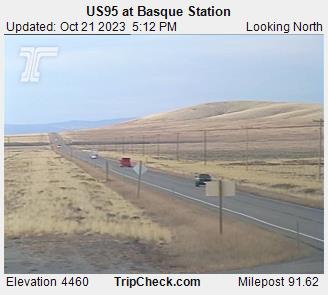 US95 at Basque Station
Updated: Oct 21 2023 5:12 PM Looking North
Elevation 4460 TripCheck.com Milepost 91.62